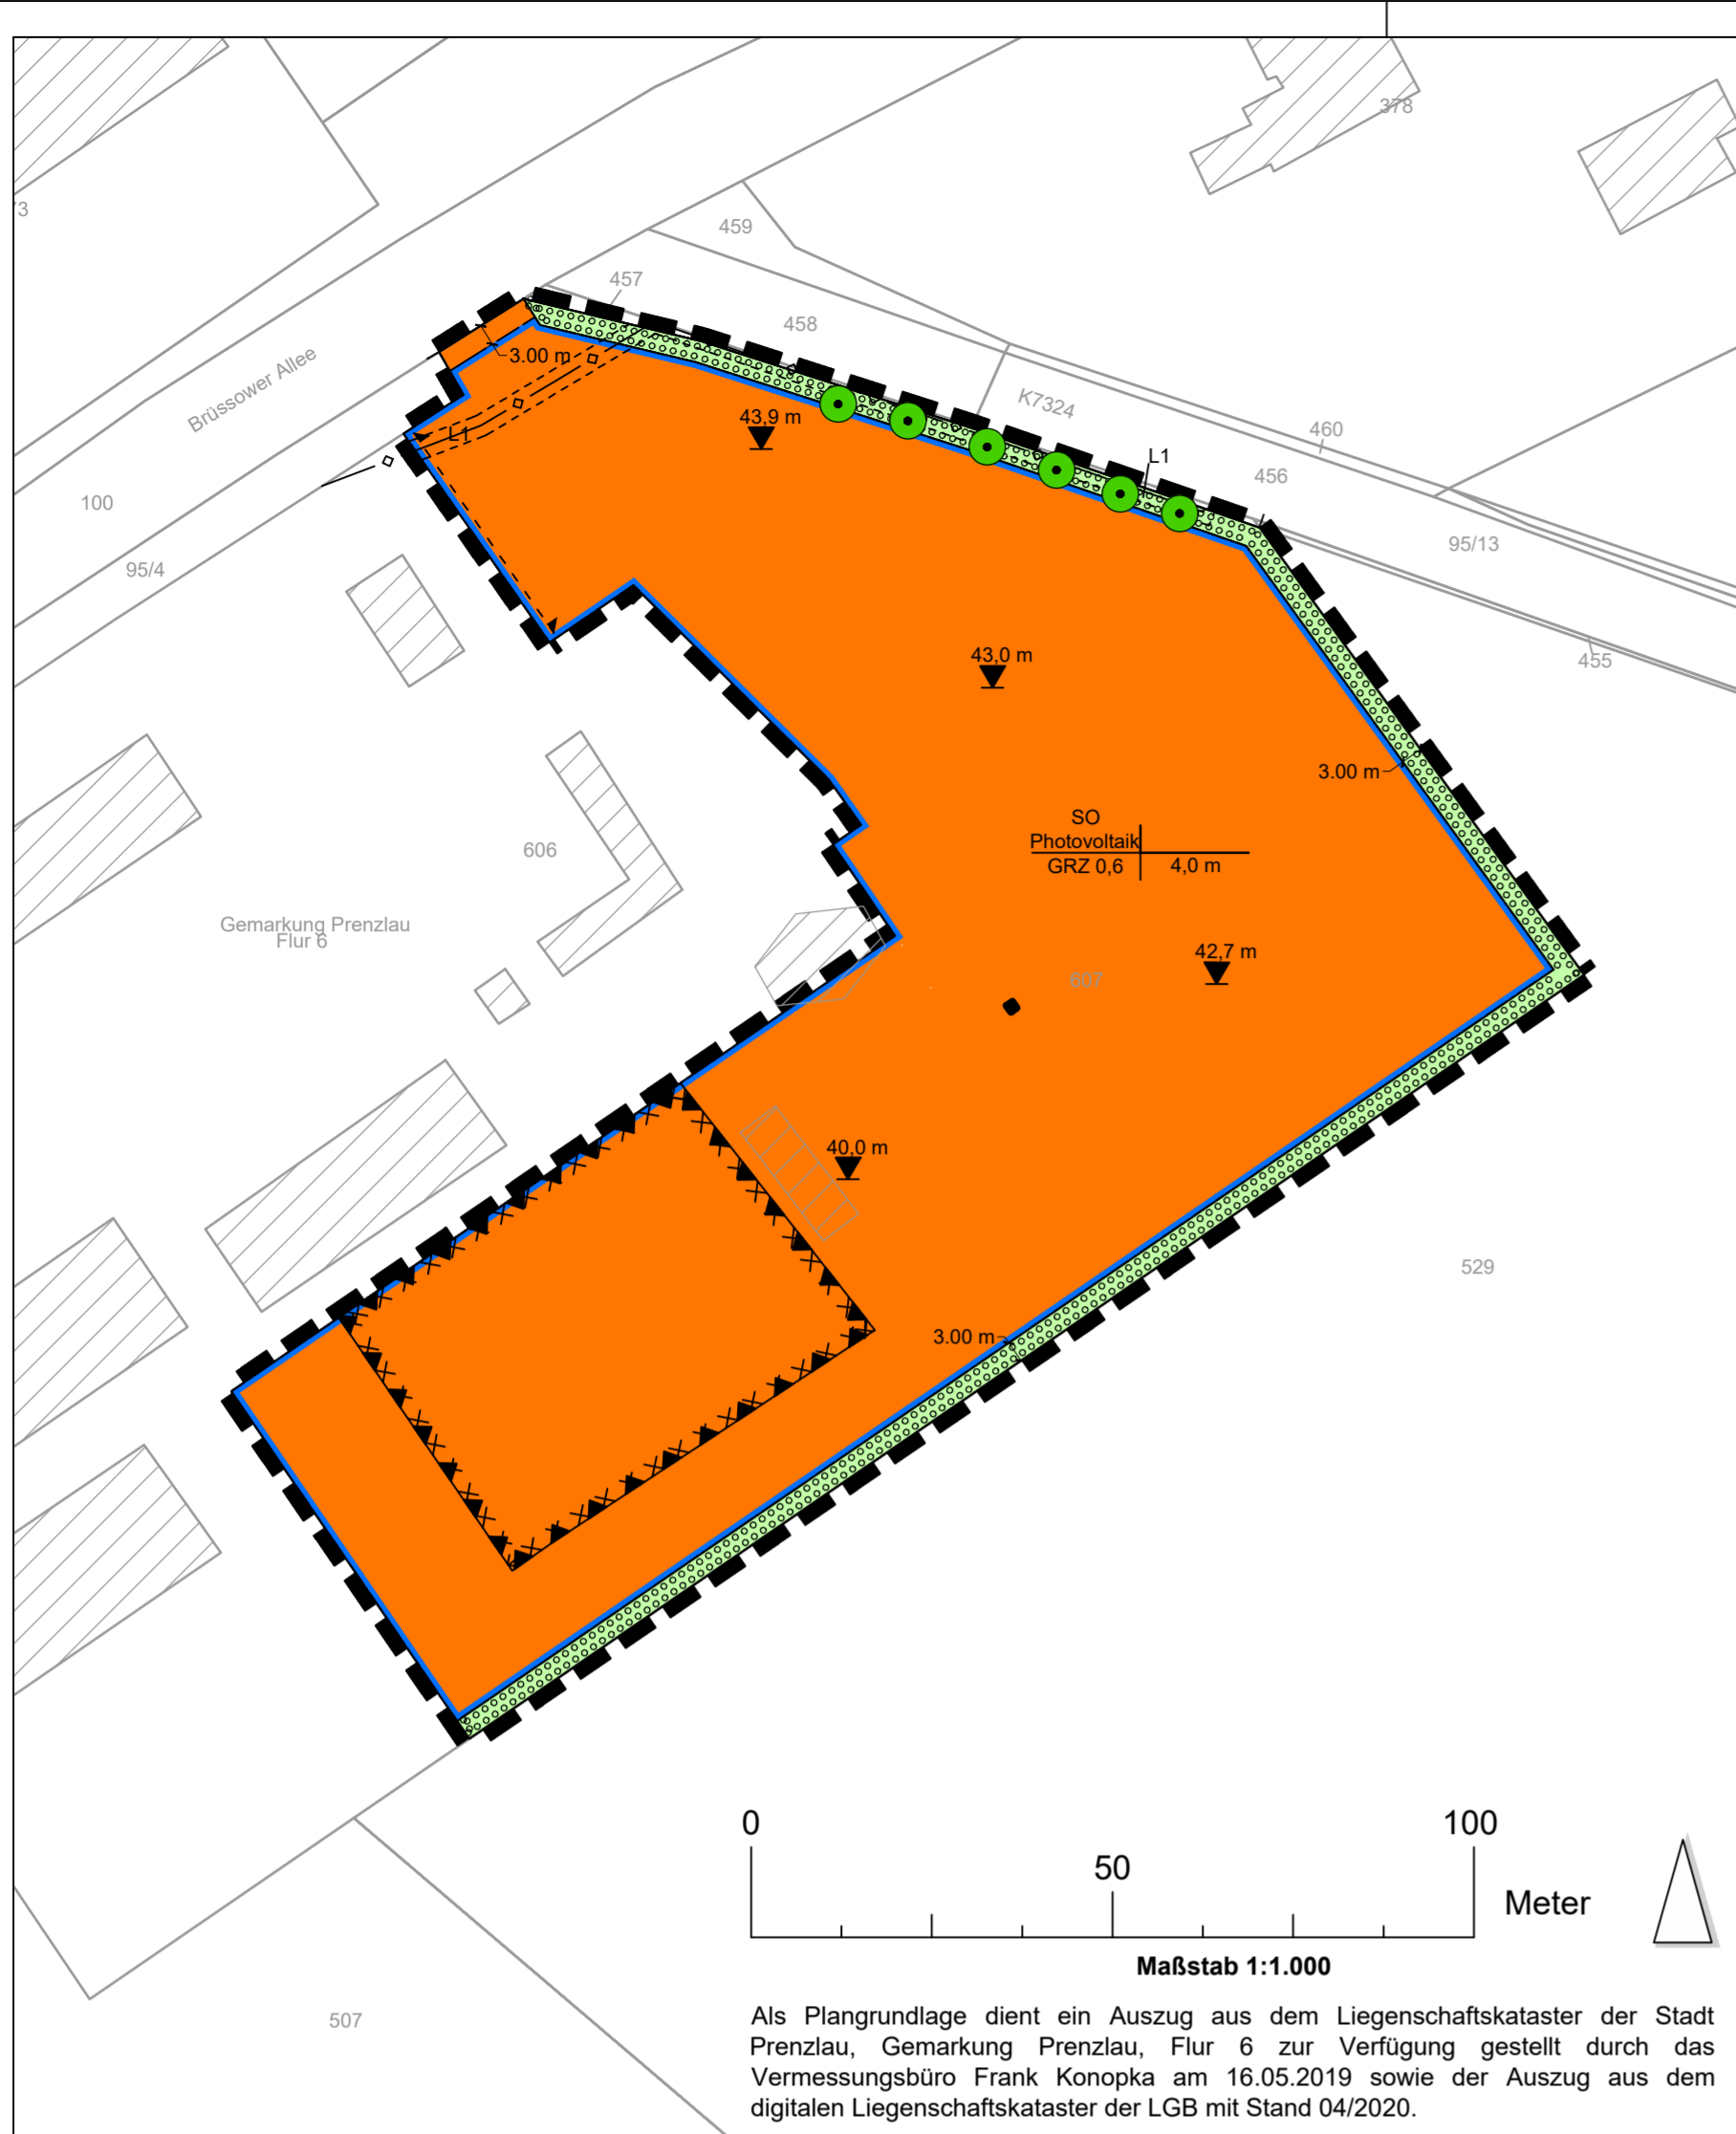 378
73
459
457
458
3.00 m
Brüssower Allee
K7324
43,9 m
460
L1
L1
456
100
95/13
95/4
43,0 m
455
3.00 m
SO
Photovoltaik
GRZ 0,6
4,0 m
606
Gemarkung Prenzlau
Flur 6
42,7 m
607
40,0 m
529
3.00 m
0
100
50
Meter
Maßstab 1:1.000
Als Plangrundlage dient ein Auszug aus dem Liegenschaftskataster der Stadt
Prenzlau, Gemarkung Prenzlau, Flur 6 zur Verfügung gestellt durch das
Vermessungsbüro Frank Konopka am 16.05.2019 sowie der Auszug aus dem
digitalen Liegenschaftskataster der LGB mit Stand 04/2020.
507